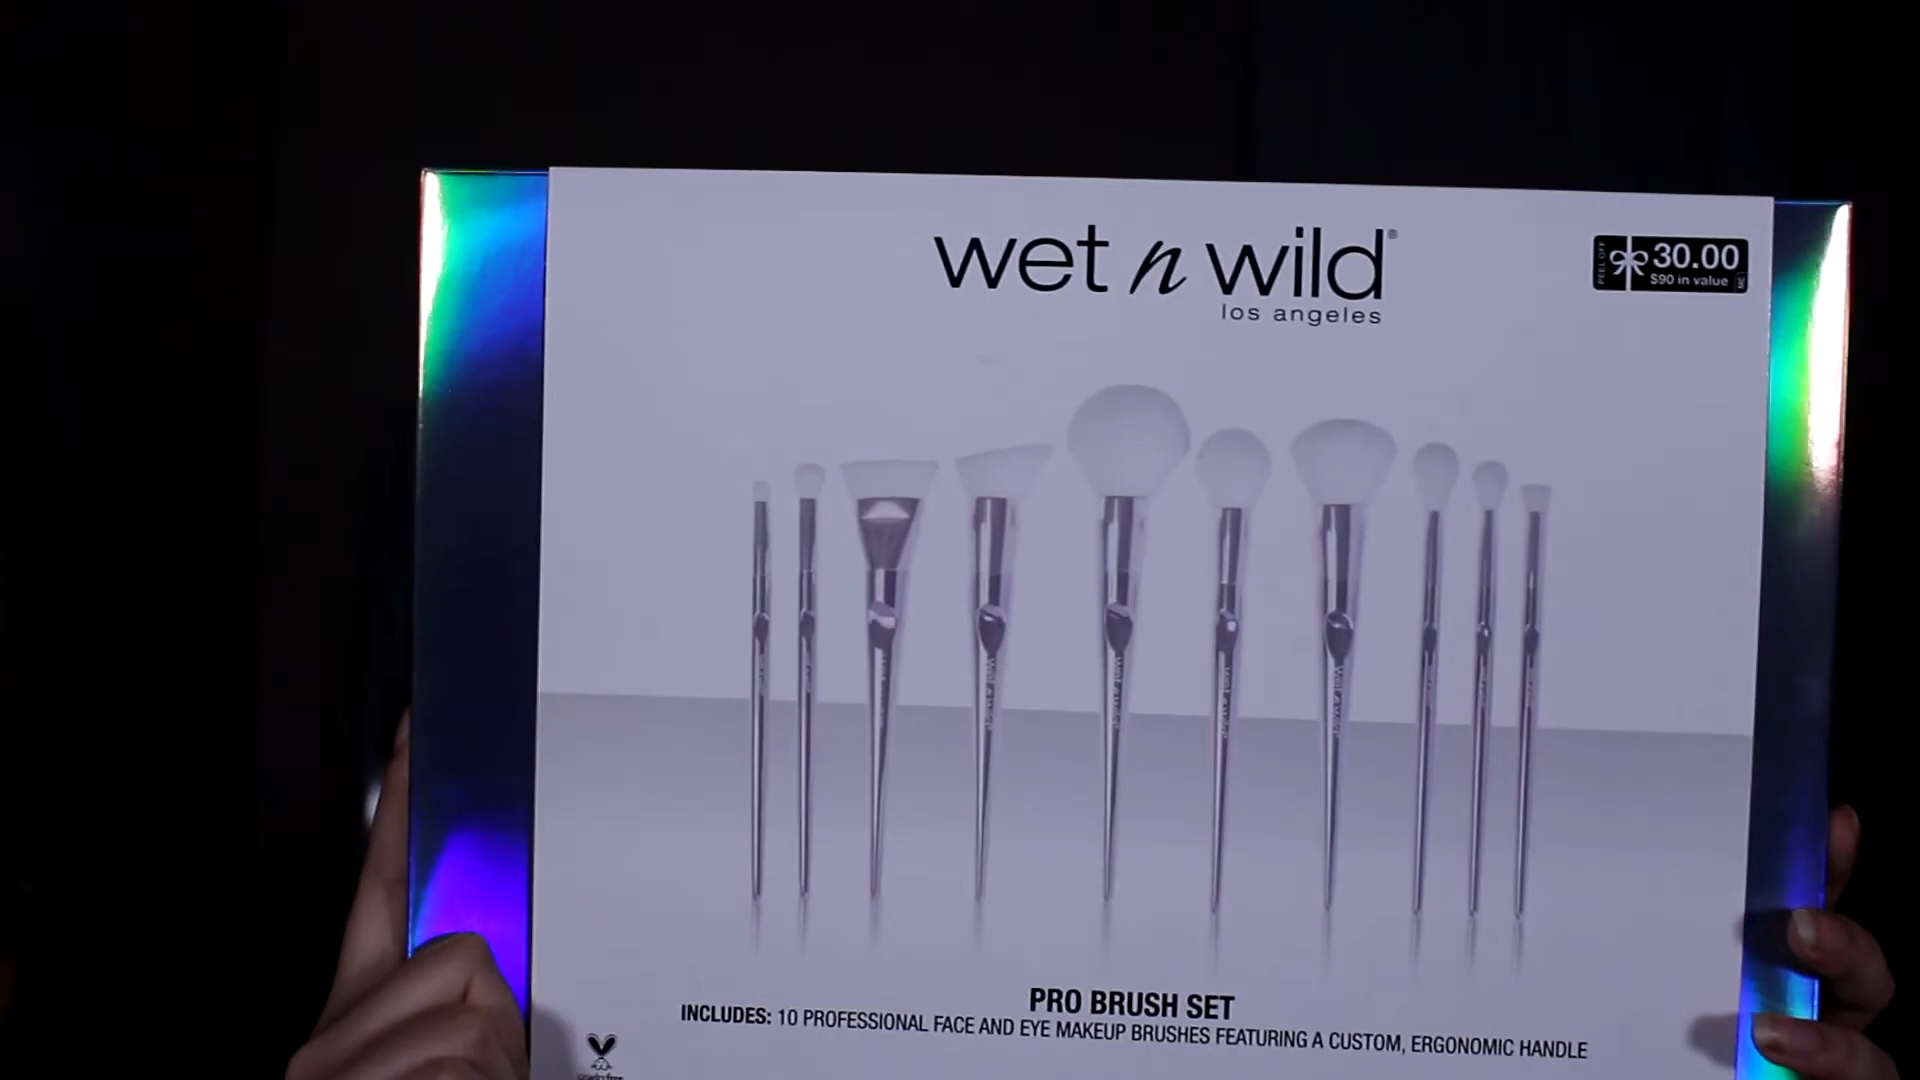 wet n wild®
los angeles
PEEL OFF
30.00
$90 in value
PRO BRUSH SET
INCLUDES: 10 PROFESSIONAL FACE AND EYE MAKEUP BRUSHES FEATURING A CUSTOM, ERGONOMIC HANDLE